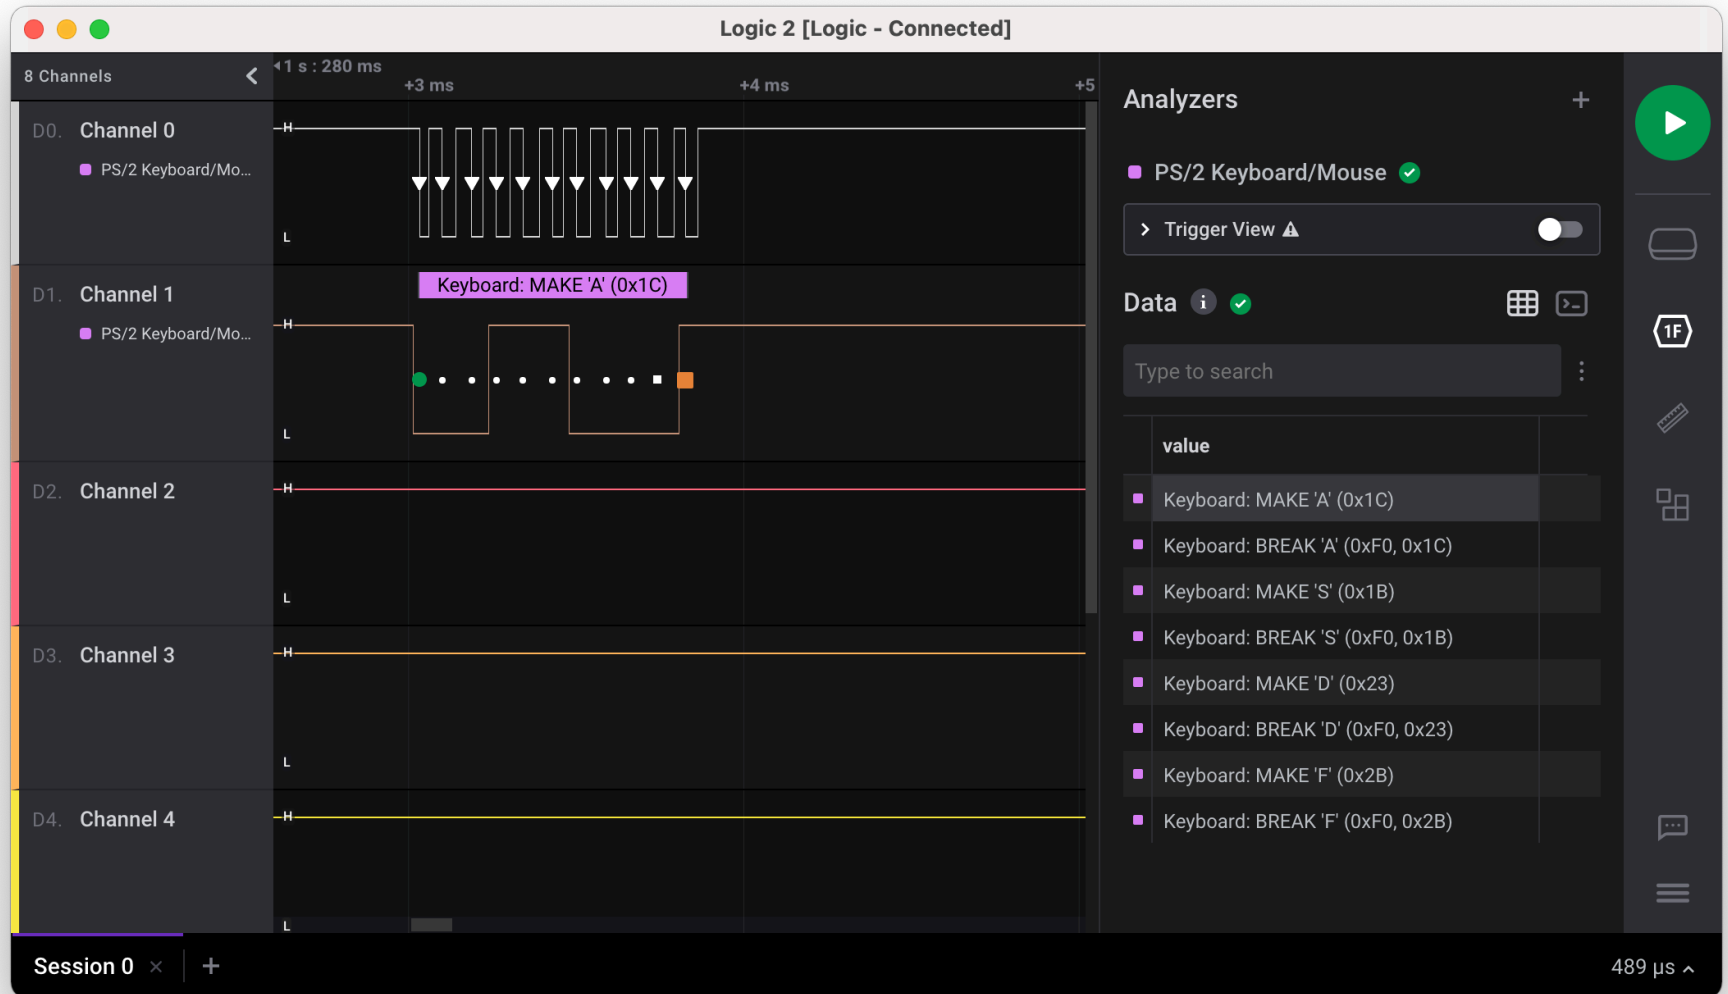 Logic 2 [Logic - Connected]
8 Channels
1 s : 280 ms
+3 ms
+4 ms
+5
D0. Channel 0
PS/2 Keyboard/Mo...
H
L
D1. Channel 1
PS/2 Keyboard/Mo...
Keyboard: MAKE 'A' (0x1C)
H
L
D2. Channel 2
H
L
D3. Channel 3
H
L
D4. Channel 4
H
L
Analyzers
PS/2 Keyboard/Mouse
Trigger View
Data
Type to search
value
Keyboard: MAKE 'A' (0x1C)
Keyboard: BREAK 'A' (0xF0, 0x1C)
Keyboard: MAKE 'S' (0x1B)
Keyboard: BREAK 'S' (0xF0, 0x1B)
Keyboard: MAKE 'D' (0x23)
Keyboard: BREAK 'D' (0xF0, 0x23)
Keyboard: MAKE 'F' (0x2B)
Keyboard: BREAK 'F' (0xF0, 0x2B)
1F
Session 0
489 µs